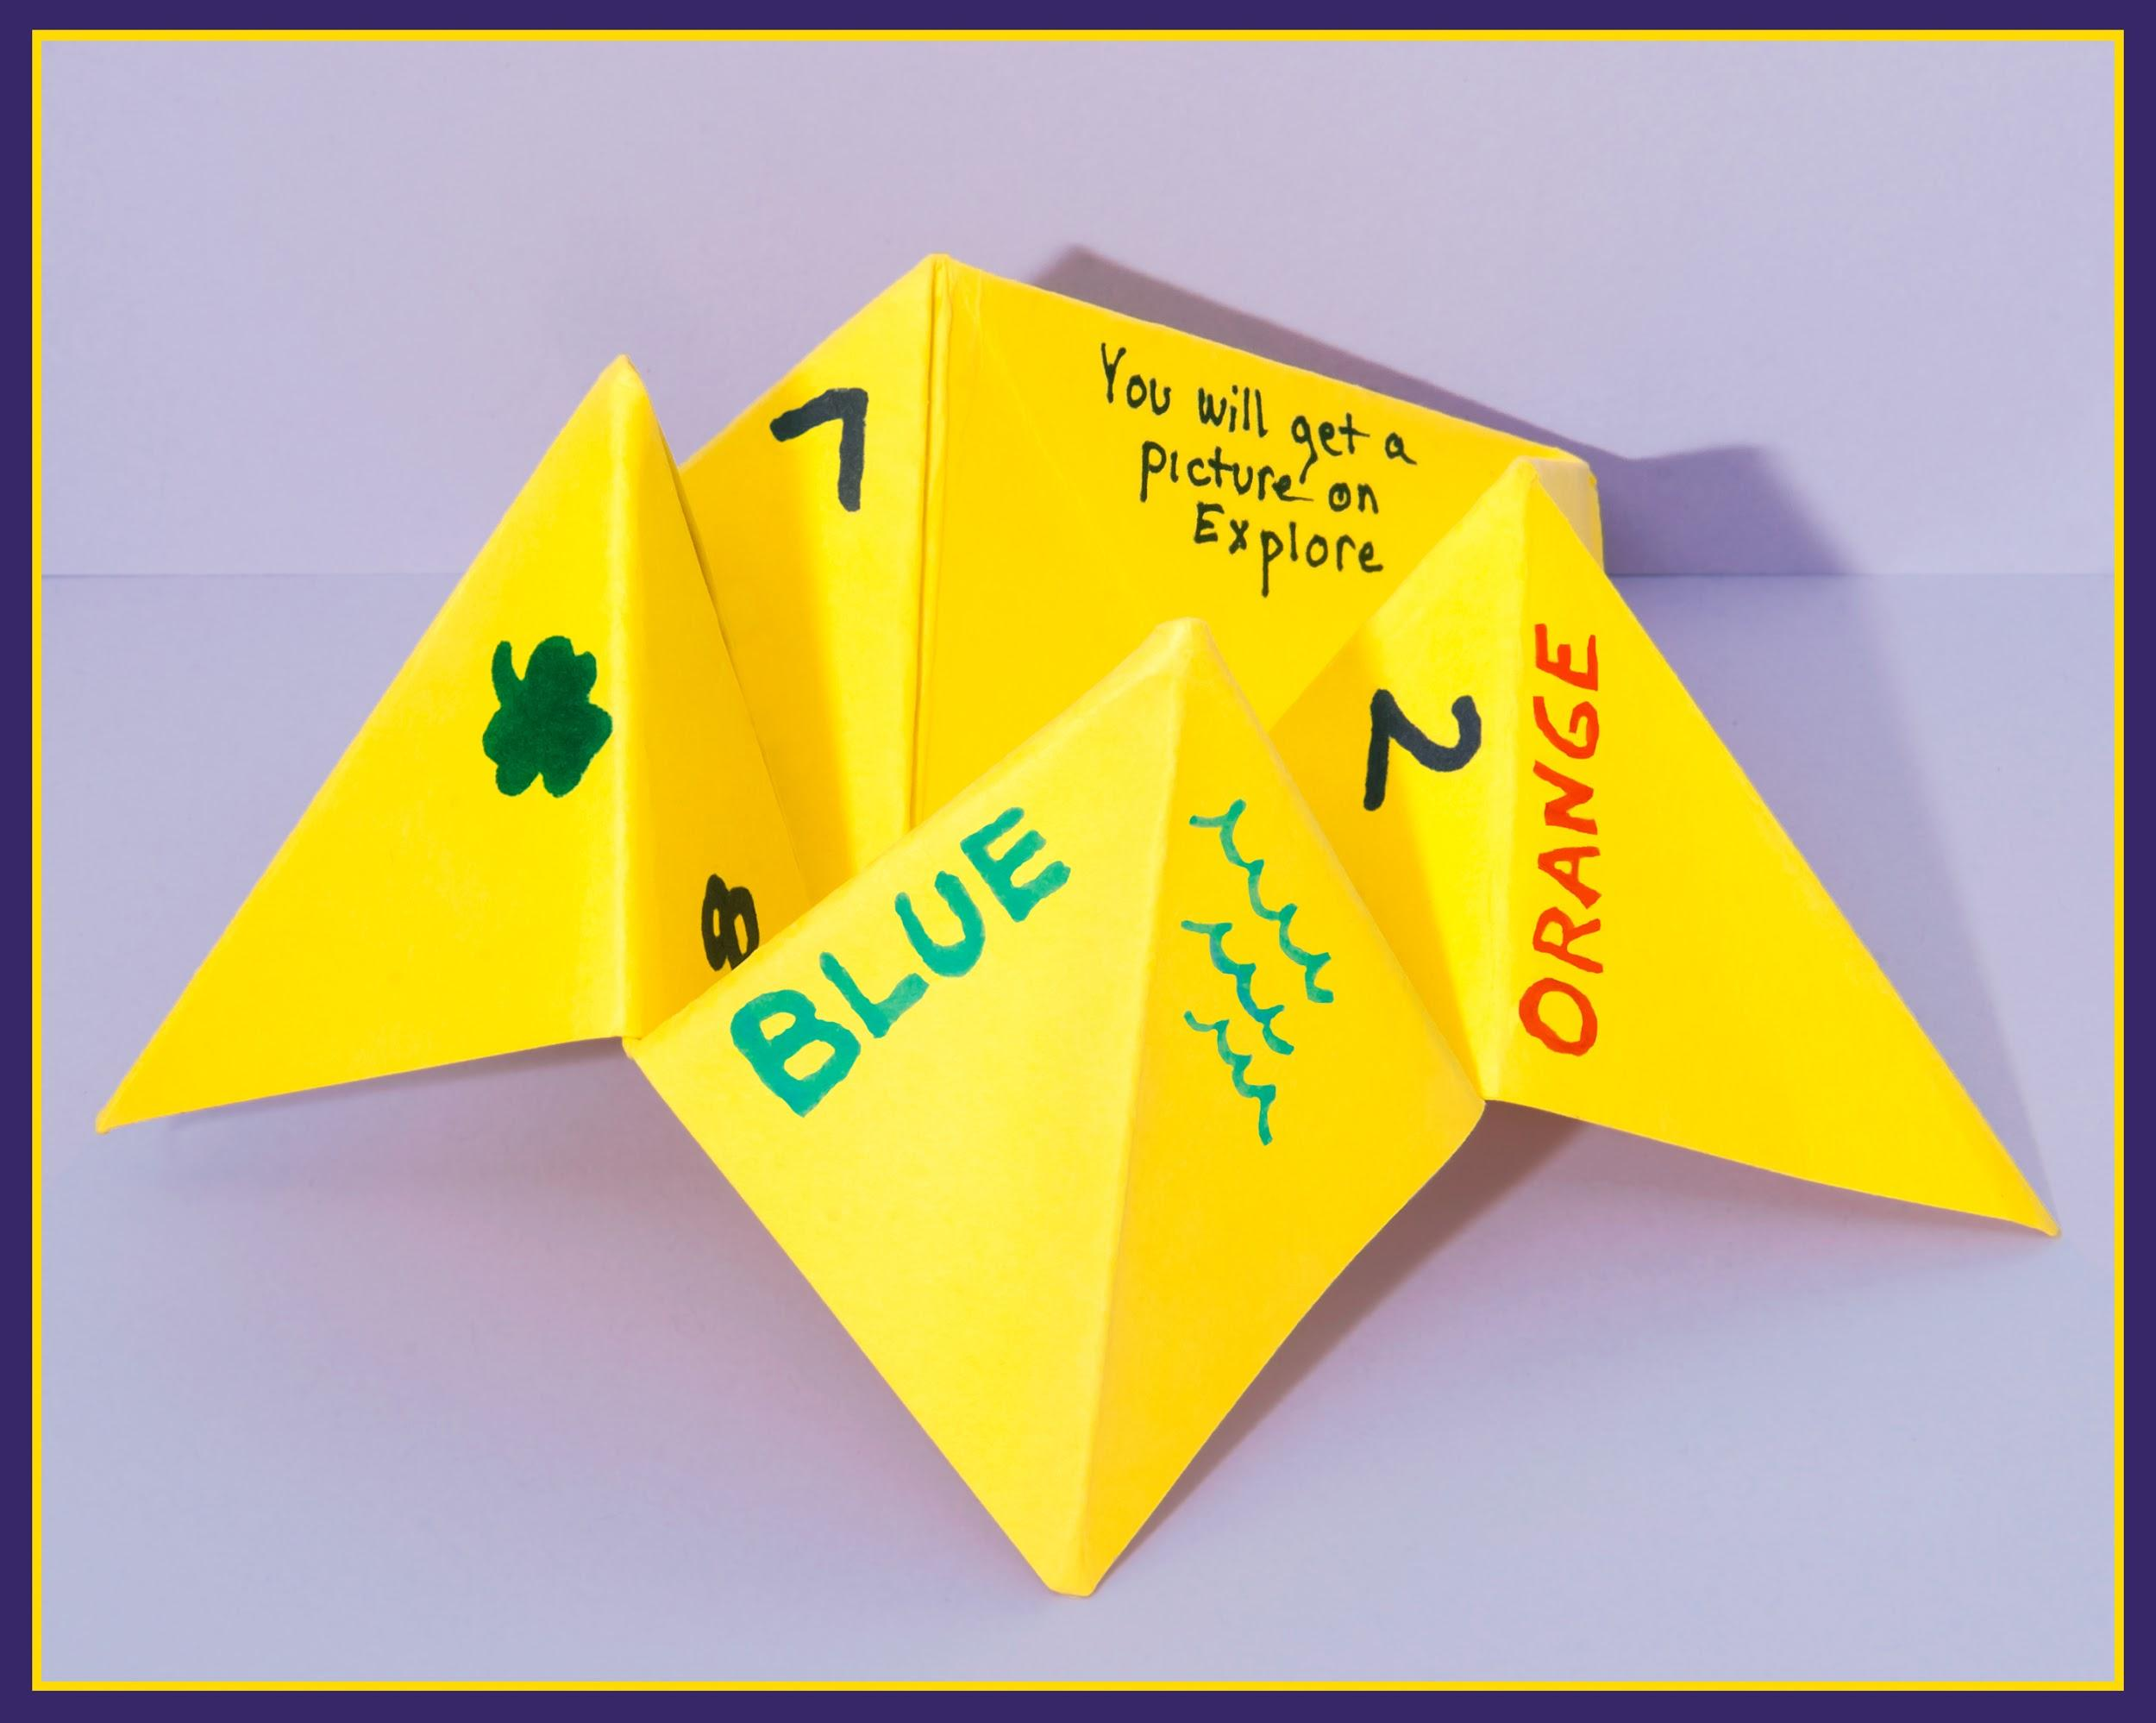 7
You will get a
picture on
Explore
2
ORANGE
8
BLUE